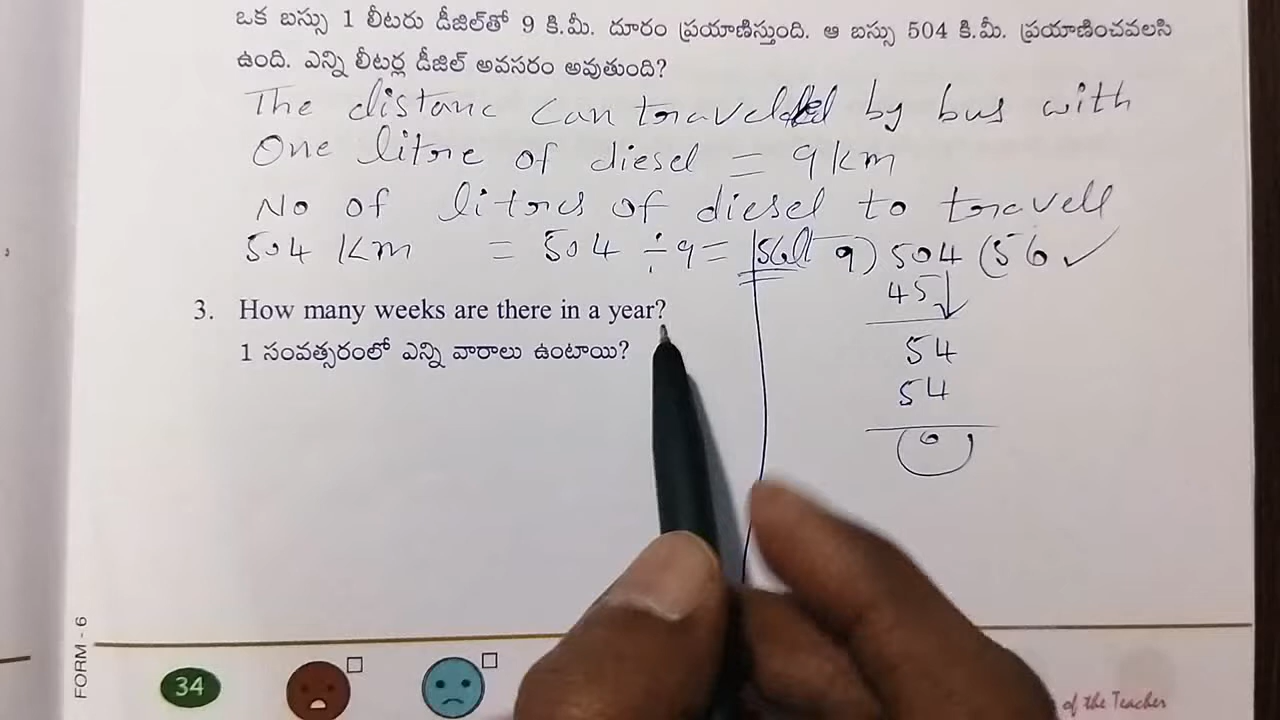 ఒక బస్సు 1 లీటరు డీజిల్‌తో 9 కి.మీ. దూరం ప్రయాణిస్తుంది. ఆ బస్సు 504 కి.మీ. ప్రయాణించవలసి
ఉంది. ఎన్ని లీటర్ల డీజిల్ అవసరం అవుతుంది?
The distanc can travelled by bus with
One litre of diesel = 9 km
No of litres of diesel to travell
504 Km = 504 ÷ 9 = 56lt 9) 504 (56 ✓
45
54
54
0
3. How many weeks are there in a year?
1 సంవత్సరంలో ఎన్ని వారాలు ఉంటాయి?
FORM - 6
34
of the Teacher